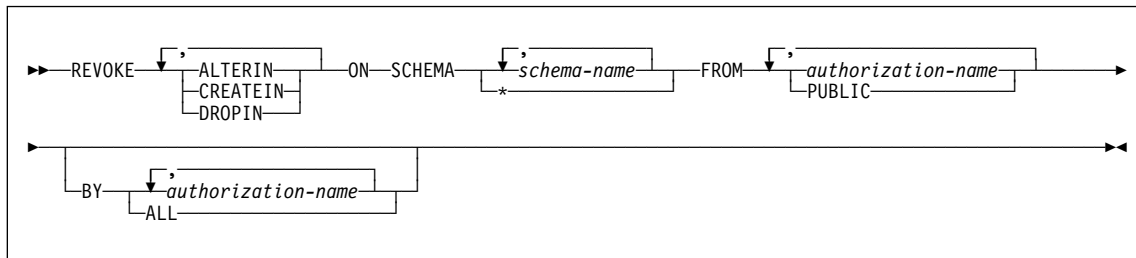 ,
,
,
REVOKE ALTERIN ON SCHEMA schema-name FROM authorization-name
CREATEIN * PUBLIC
DROPIN
,
BY authorization-name
ALL